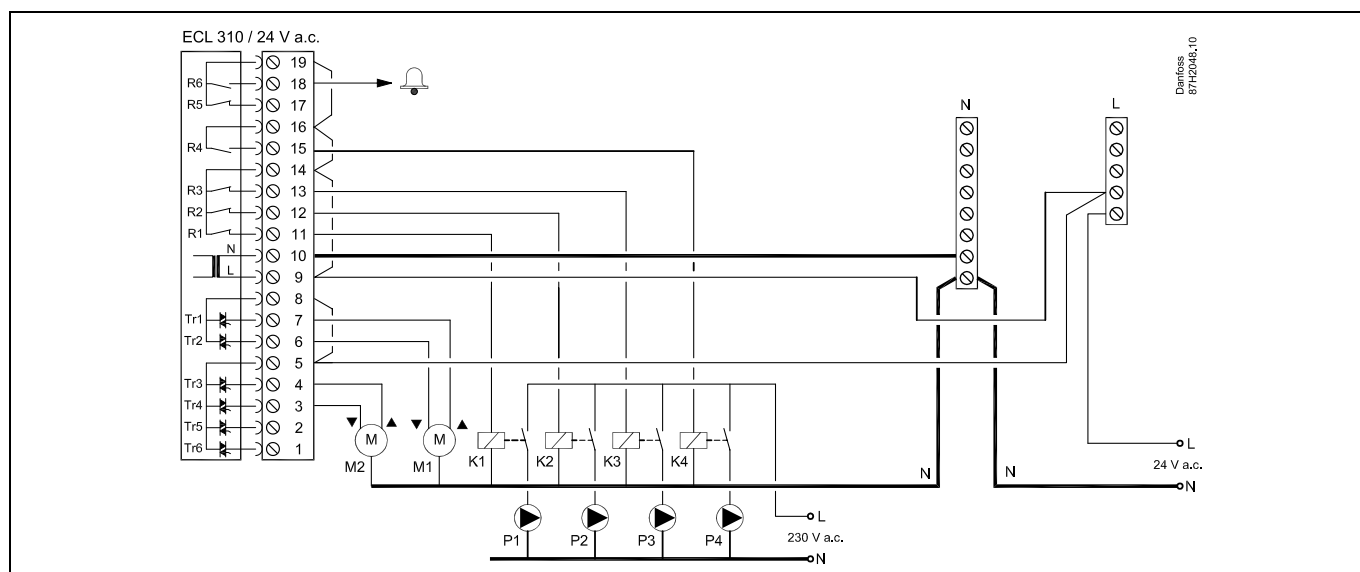 ECL 310 / 24 V a.c.
Danfoss
87H2048.10
N
L
19
R6
18
R5
17
16
R4
15
14
R3
13
R2
12
R1
11
N
10
L
9
8
Tr1
7
Tr2
6
5
Tr3
4
Tr4
3
Tr5
2
Tr6
1
M
M2
M
M1
K1
K2
K3
K4
N
N
L
24 V a.c.
N
P1
P2
P3
P4
L
230 V a.c.
N